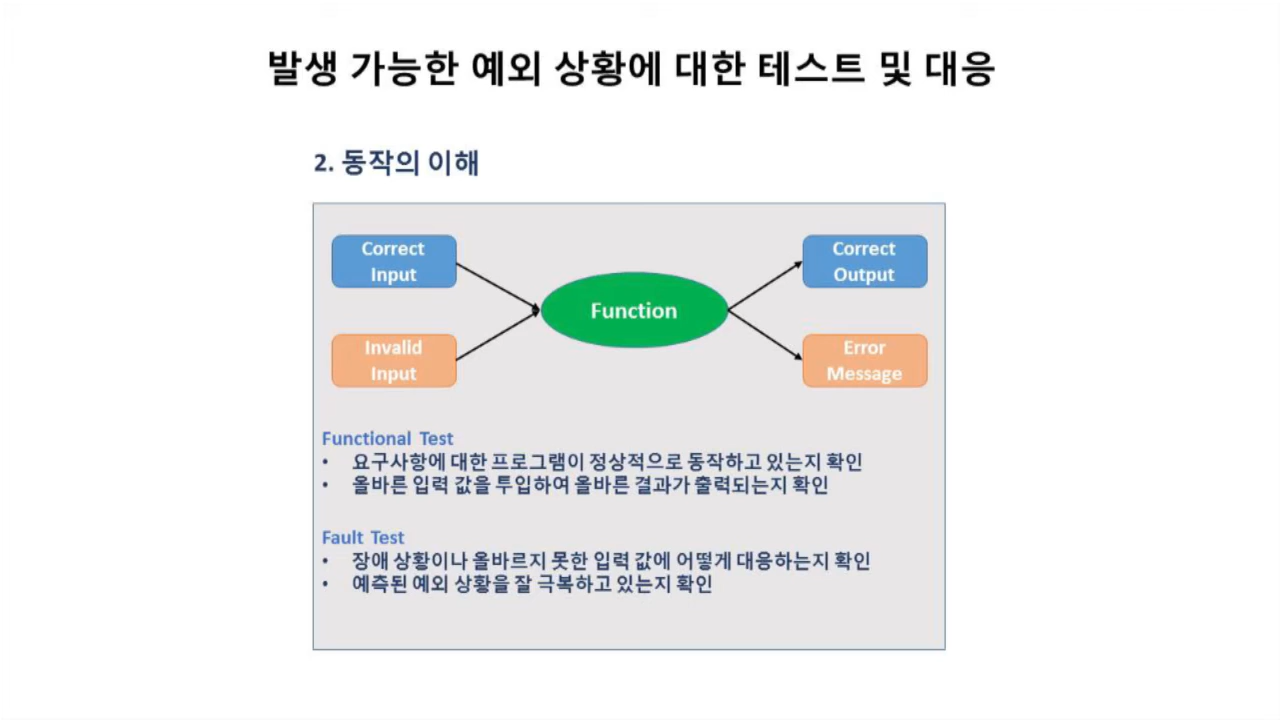 발생 가능한 예외 상황에 대한 테스트 및 대응
2. 동작의 이해
Correct
Input
Correct
Output
Function
Invalid
Input
Error
Message
Functional Test
• 요구사항에 대한 프로그램이 정상적으로 동작하고 있는지 확인
• 올바른 입력 값을 투입하여 올바른 결과가 출력되는지 확인
Fault Test
• 장애 상황이나 올바르지 못한 입력 값에 어떻게 대응하는지 확인
• 예측된 예외 상황을 잘 극복하고 있는지 확인